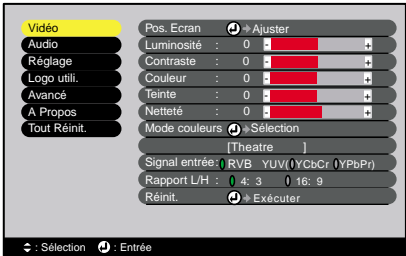 Vidéo
Audio
Réglage
Logo utili.
Avancé
A Propos
Tout Réinit.
Pos. Ecran Ajuster
Luminosité : 0 - +
Contraste : 0 - +
Couleur : 0 - +
Teinte : 0 - +
Netteté : 0 - +
Mode couleurs Sélection
[Theatre ]
Signal entrée: RVB YUV( YCbCr YPbPr)
Rapport L/H : 4: 3 16: 9
Réinit. Exécuter
: Sélection : Entrée